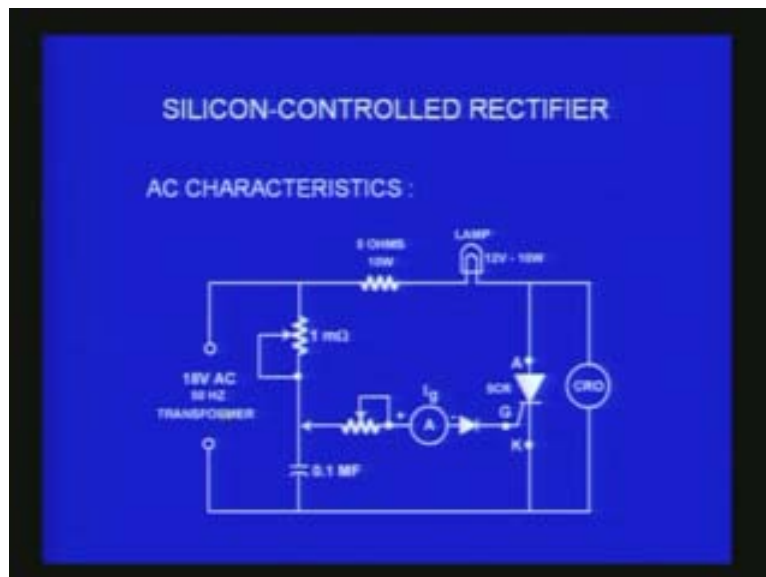 SILICON-CONTROLLED RECTIFIER
AC CHARACTERISTICS :
LAMP
OHMS
10W
12V - 10W
1 mΩ
18V AC
50 HZ
TRANSFOSMER
Ig
A
SCR
CRO
+
A
-
G
K
0.1 MF